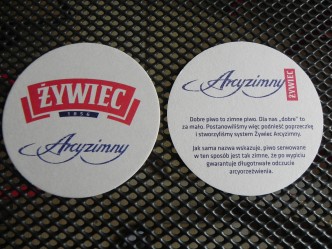 ŻYWIEC
1856
Arcyzimny
Arcyzimny
ŻYWIEC
Dobre piwo to zimne piwo. Dla nas „dobre” to
za mało. Postanowiliśmy więc podnieść poprzeczkę
i stworzyliśmy system Żywiec Arcyzimny.
Jak sama nazwa wskazuje, piwo serwowane
w ten sposób jest tak zimne, że po wypiciu
gwarantuje długotrwałe odczucie
arcyorzeźwienia.